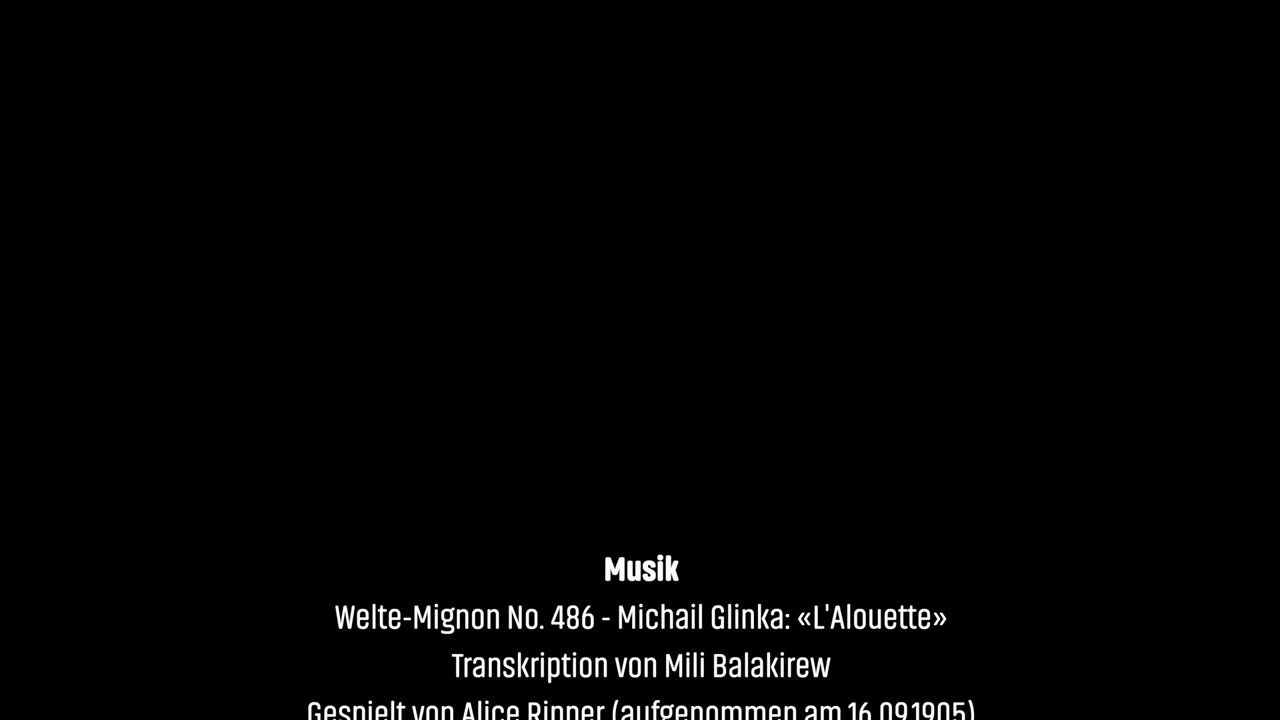 Musik
Welte-Mignon No. 486 - Michail Glinka: «L'Alouette»
Transkription von Mili Balakirew
Gespielt von Alice Ripper (aufgenommen am 16.09.1905)